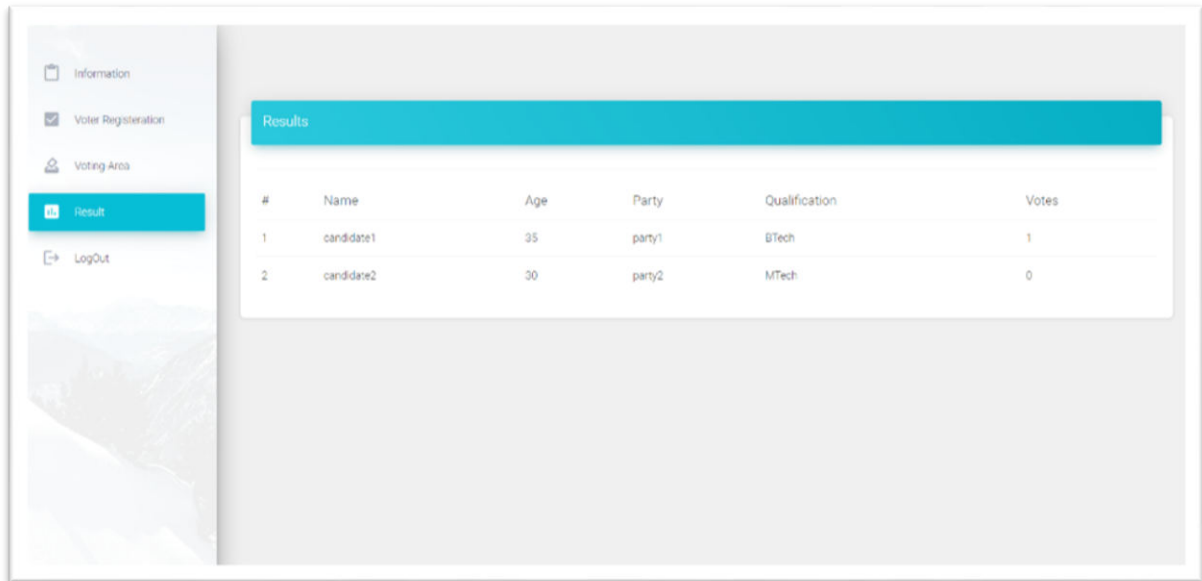 Information
Voter Registeration
Voting Area
Result
LogOut
Results
# Name Age Party Qualification Votes
1 candidate1 35 party1 BTech 1
2 candidate2 30 party2 MTech 0